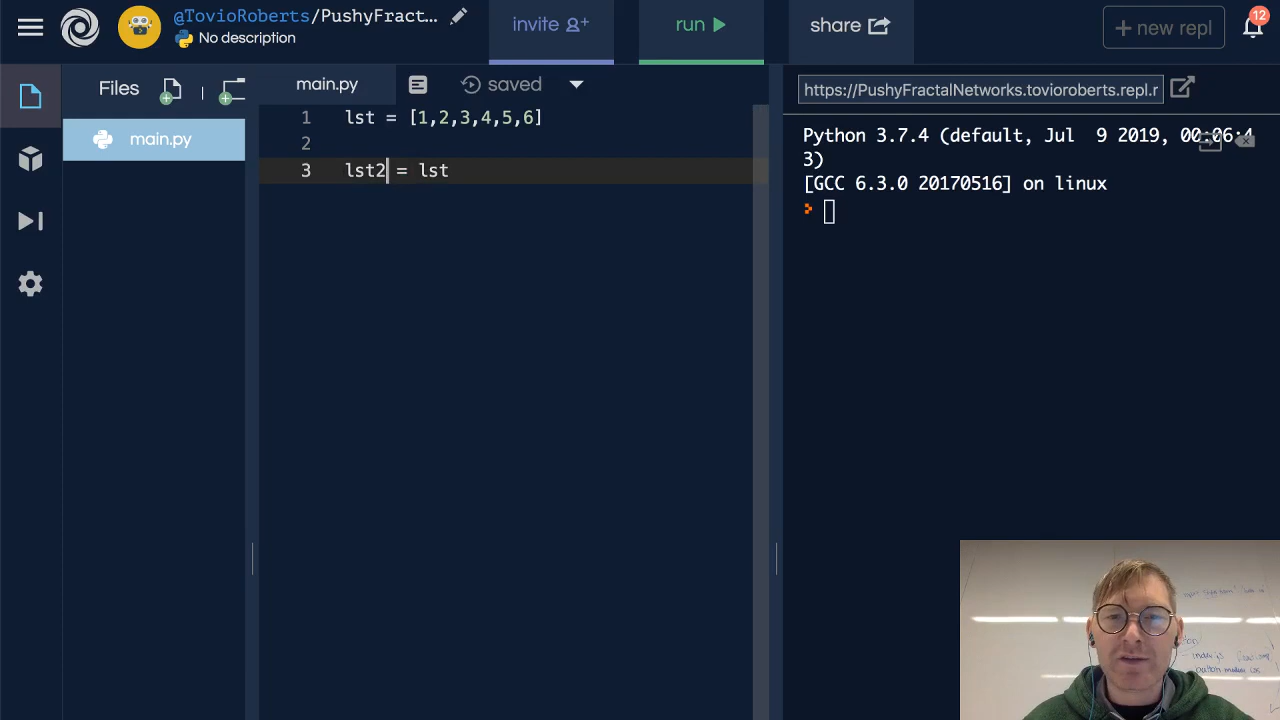 @TovioRoberts/PushyFract...
No description
invite
run
share
+ new repl
12
Files
main.py
saved
https://PushyFractalNetworks.tovioroberts.repl.r
main.py
1 lst = [1,2,3,4,5,6]
2
3 lst2 = lst
Python 3.7.4 (default, Jul  9 2019, 00:06:4
3)
[GCC 6.3.0 20170516] on linux